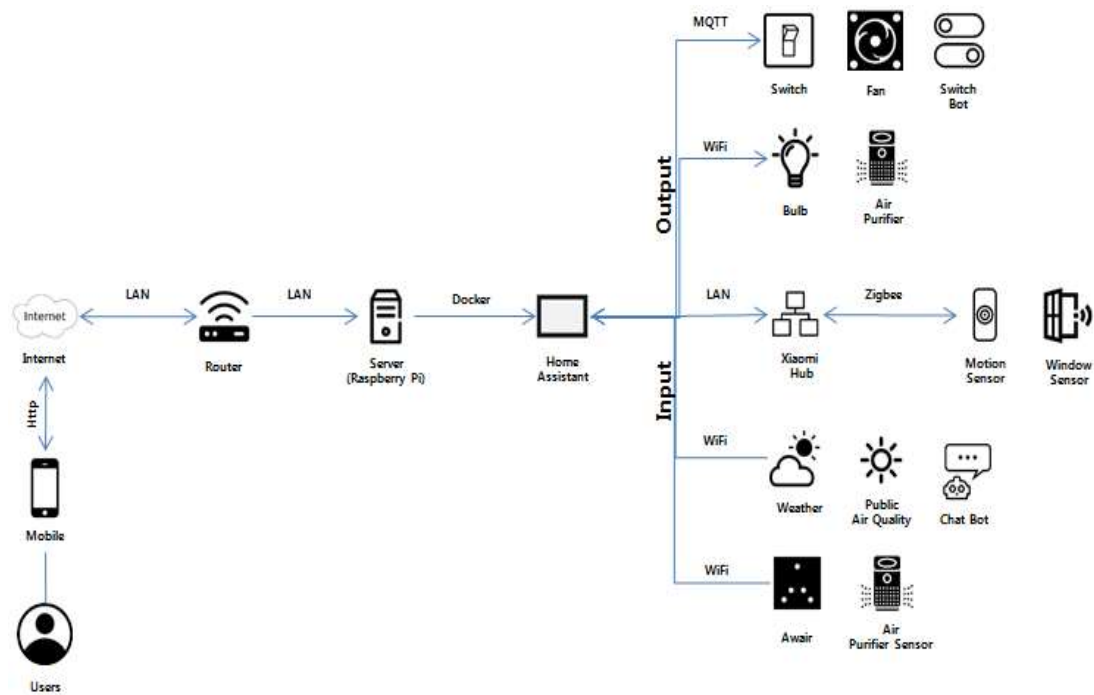 MQTT
Switch
Fan
Switch
Bot
WiFi
Bulb
Air
Purifier
Output
Internet
Internet
LAN
Router
LAN
Server
(Raspberry Pi)
Docker
Home
Assistant
LAN
Xiaomi
Hub
Zigbee
Motion
Sensor
Window
Sensor
Input
Http
Mobile
Users
WiFi
Weather
Public
Air Quality
Chat Bot
WiFi
Awair
Air
Purifier Sensor